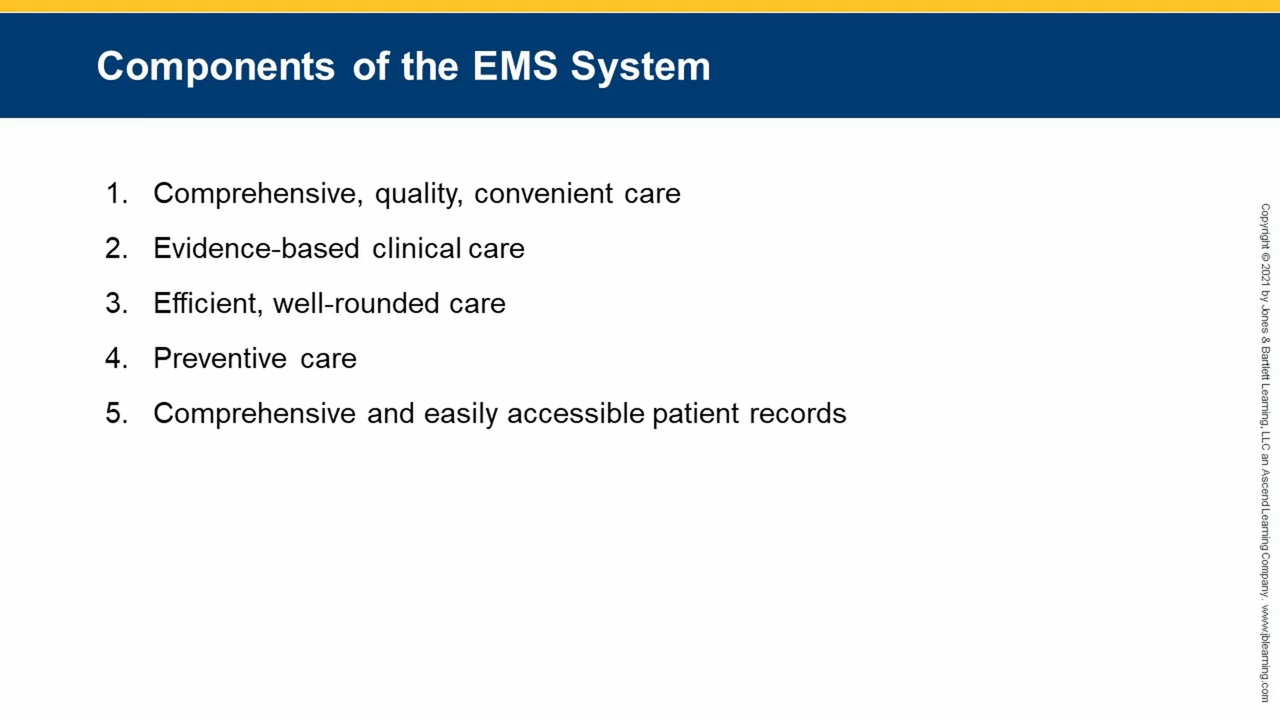 Components of the EMS System
1. Comprehensive, quality, convenient care
2. Evidence-based clinical care
3. Efficient, well-rounded care
4. Preventive care
5. Comprehensive and easily accessible patient records
Copyright © 2021 by Jones & Bartlett Learning, LLC an Ascend Learning Company. www.jblearning.com